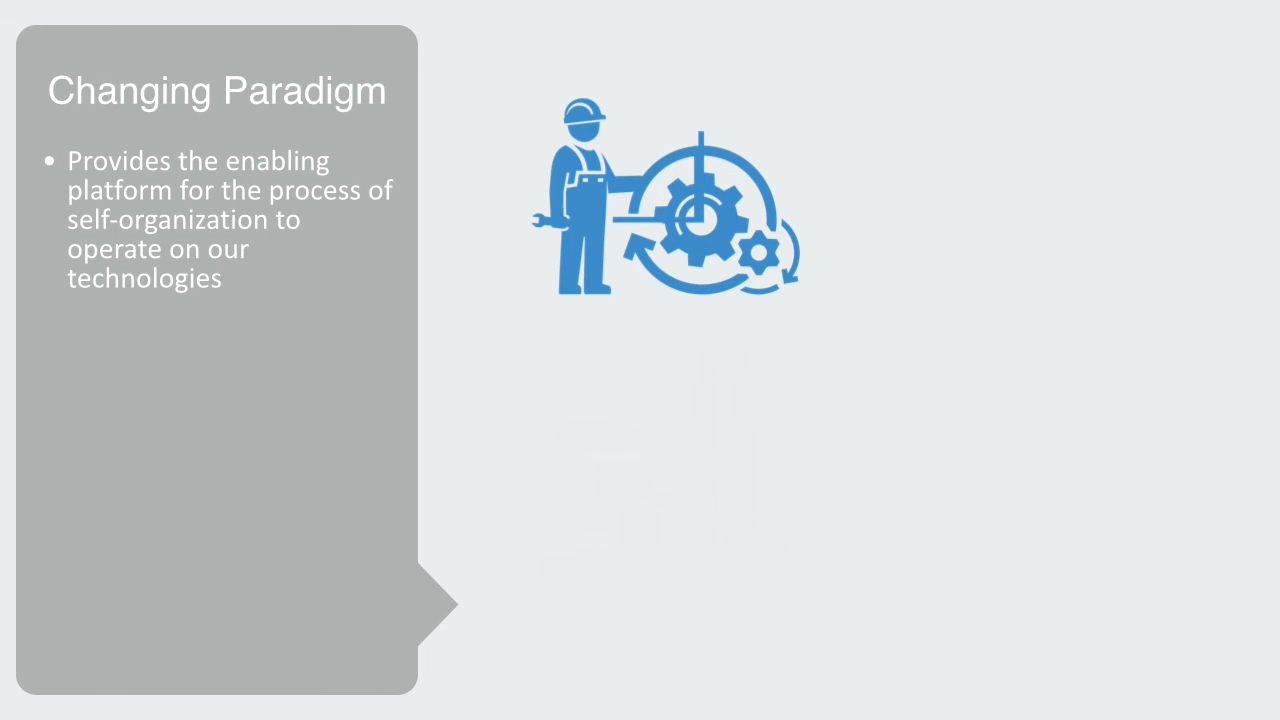 Changing Paradigm
• Provides the enabling
platform for the process of
self-organization to
operate on our
technologies